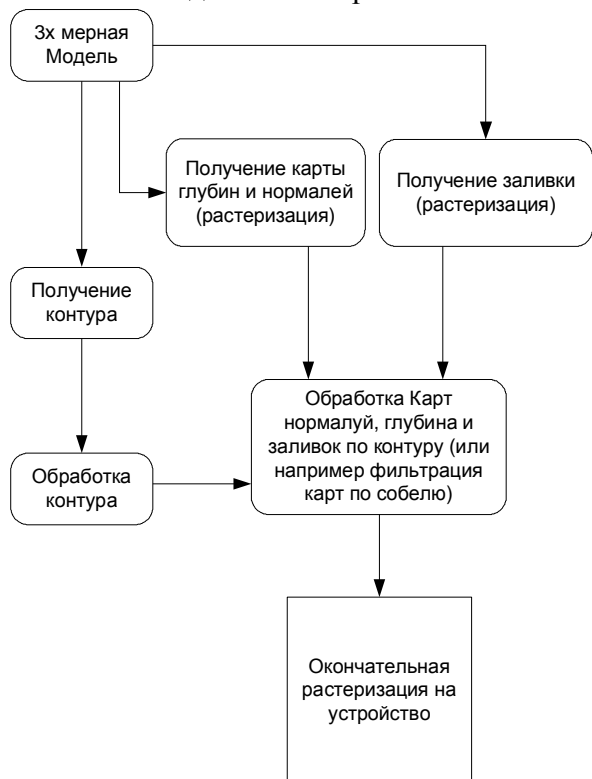 3х мерная
Модель
Получение карты
глубин и нормалей
(растеризация)
Получение заливки
(растеризация)
Получение
контура
Обработка Карт
нормалуй, глубина и
заливок по контуру (или
например фильтрация
карт по собелю)
Обработка
контура
Окончательная
растеризация на
устройство